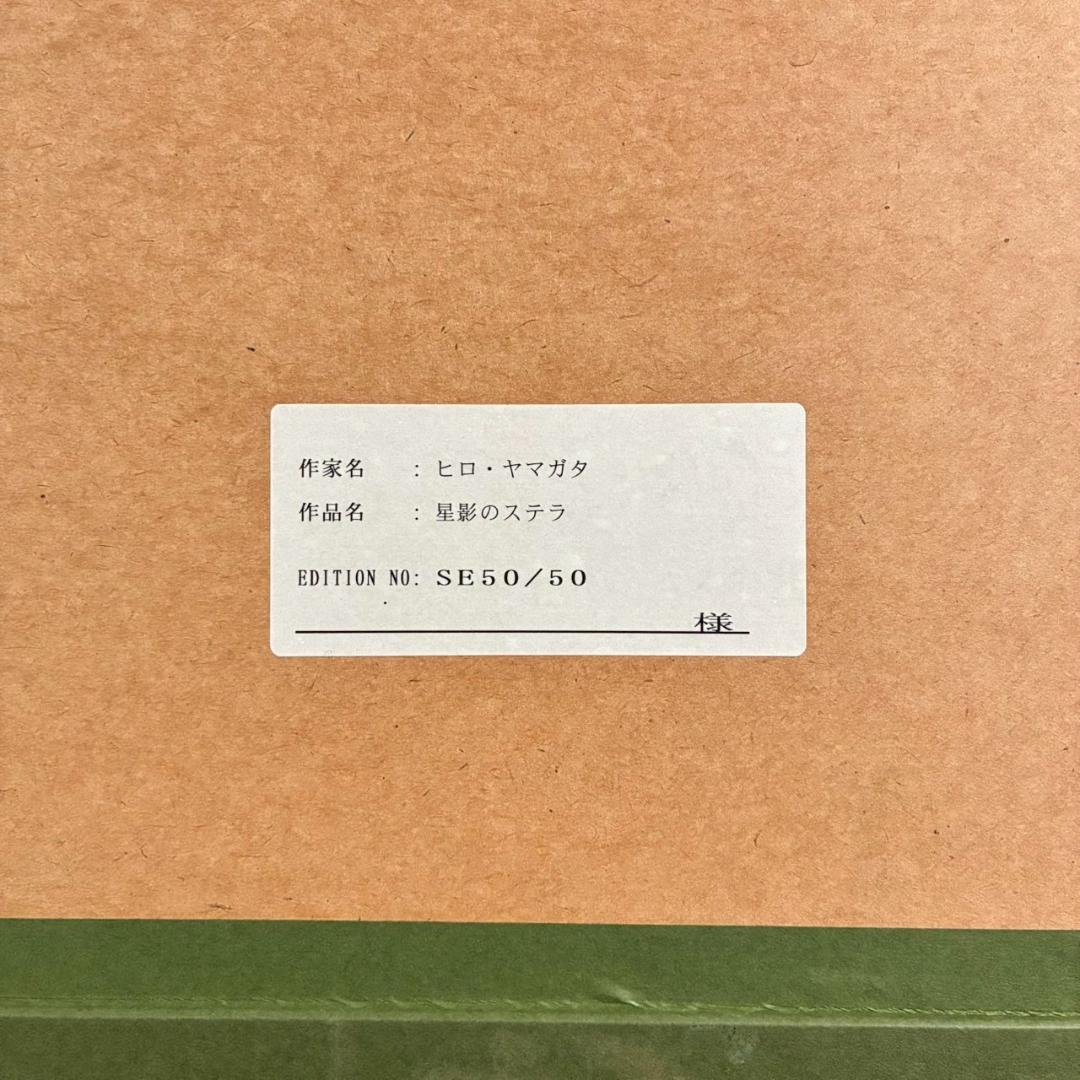 作家名 : ヒロ・ヤマガタ
作品名 : 星影のステラ
EDITION NO: SE50/50
様